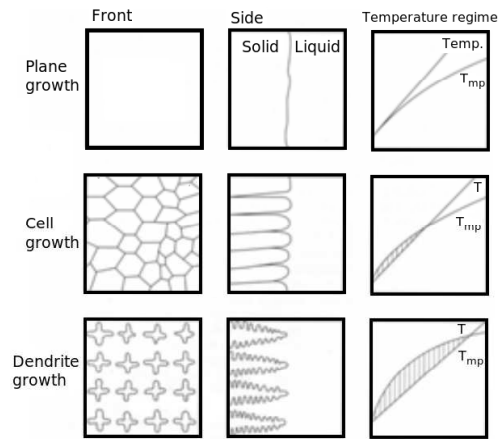 Front
Side
Temperature regime
Plane
growth
Solid
Liquid
Temp.
Tmp
Cell
growth
T
Tmp
Dendrite
growth
T
Tmp